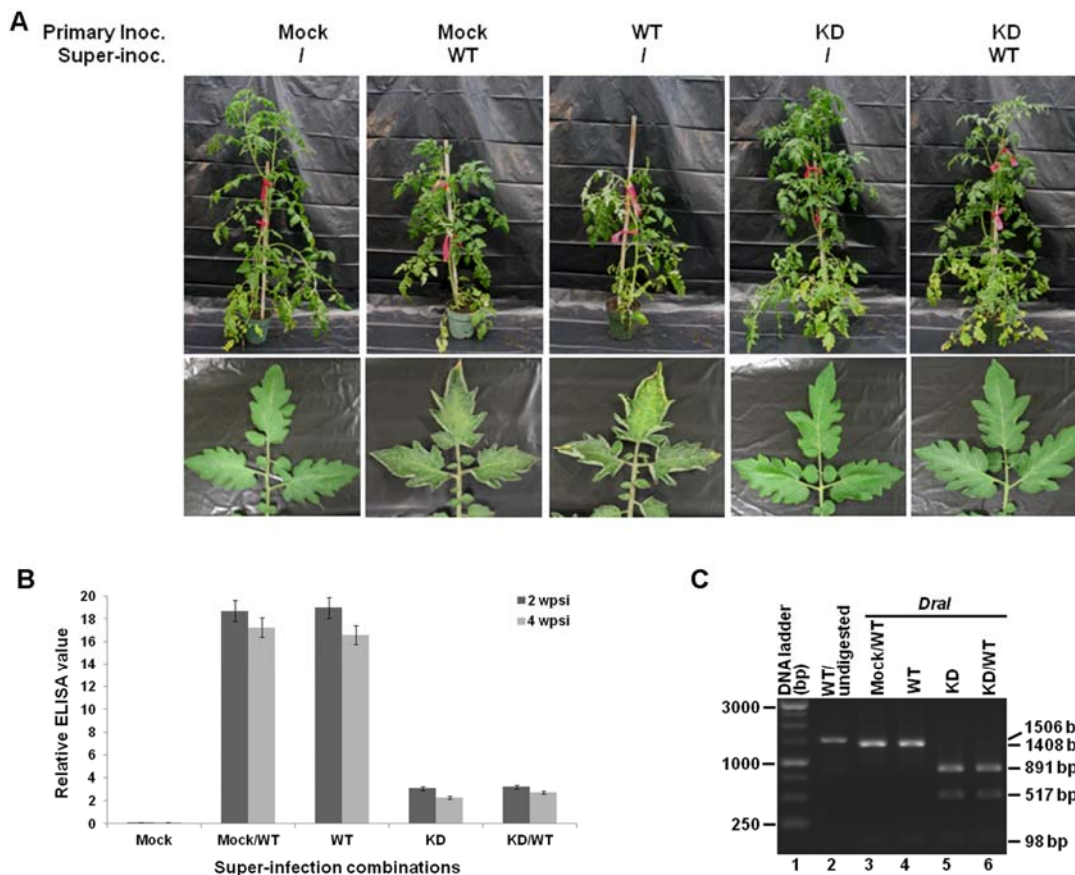 A
Primary Inoc. Mock Mock WT KD KD
Super-inoc. / WT / / WT
B
20
18
16
14
12
10
8
6
4
2
0
Relative ELISA value
2 wpsi
4 wpsi
Mock Mock/WT WT KD KD/WT
Super-infection combinations
C
DraI
DNA ladder (bp)
WT/ undigested
Mock/WT
WT
KD
KD/WT
3000
1000
250
1506 b
1408 bp
891 bp
517 bp
98 bp
1 2 3 4 5 6